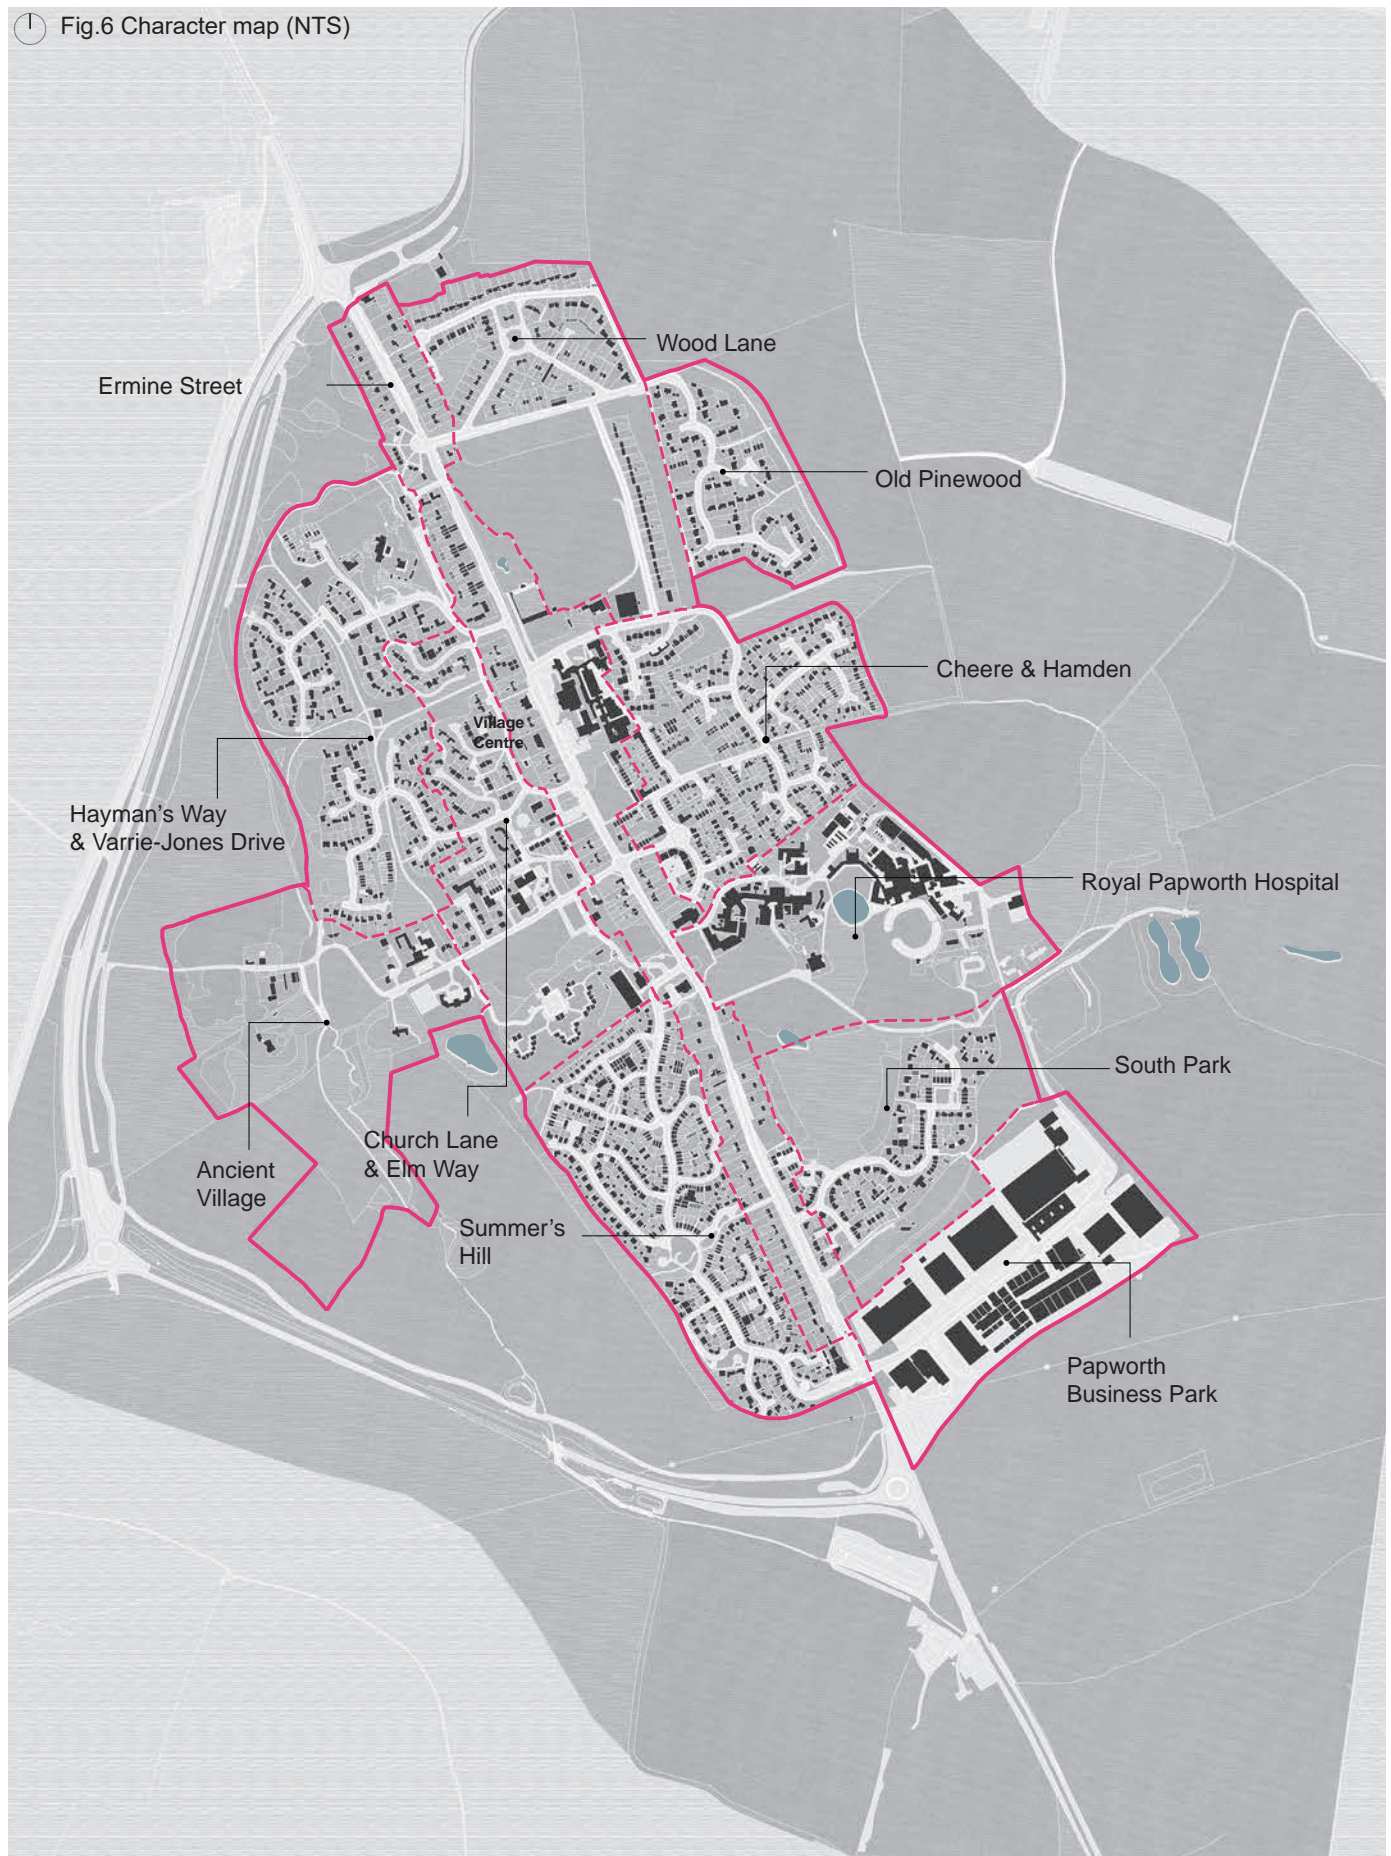 Fig.6 Character map (NTS)
Wood Lane
Ermine Street
Old Pinewood
Cheere & Hamden
Village
Centre
Hayman's Way
& Varrie-Jones Drive
Royal Papworth Hospital
South Park
Church Lane
& Elm Way
Ancient
Village
Summer's
Hill
Papworth
Business Park